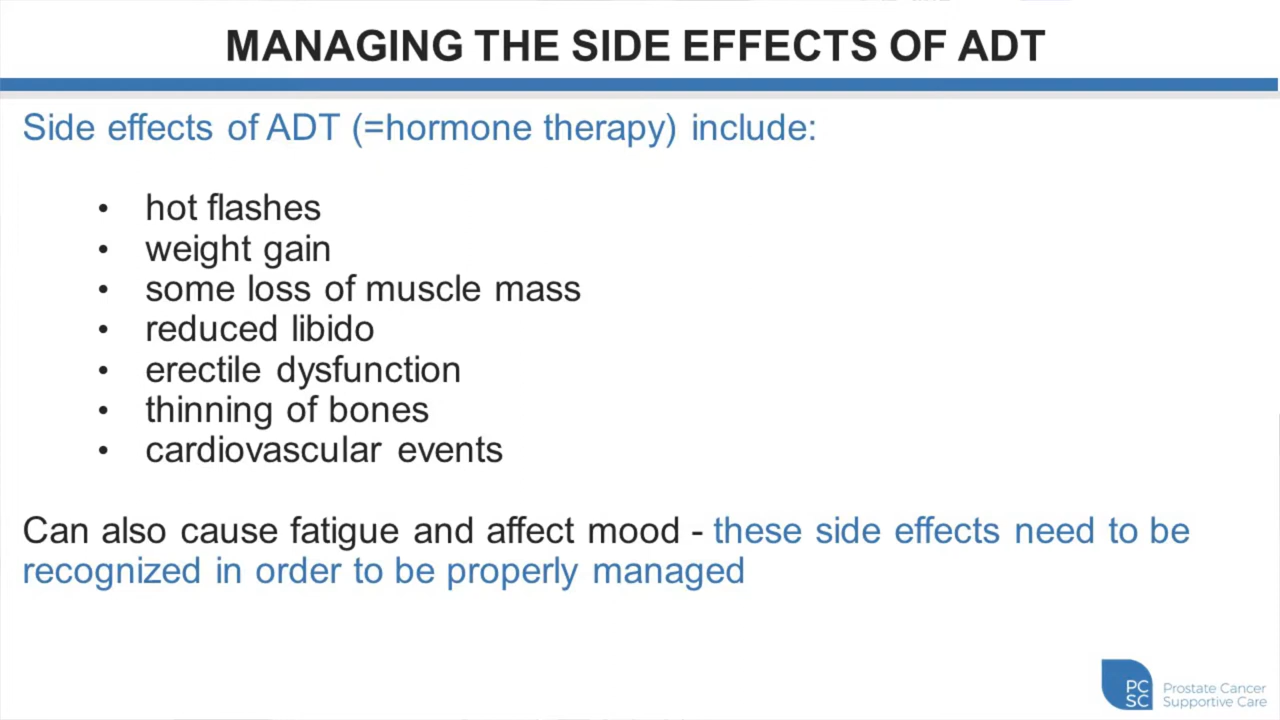 MANAGING THE SIDE EFFECTS OF ADT
Side effects of ADT (=hormone therapy) include:
• hot flashes
• weight gain
• some loss of muscle mass
• reduced libido
• erectile dysfunction
• thinning of bones
• cardiovascular events
Can also cause fatigue and affect mood - these side effects need to be
recognized in order to be properly managed
PC
SC
Prostate Cancer
Supportive Care